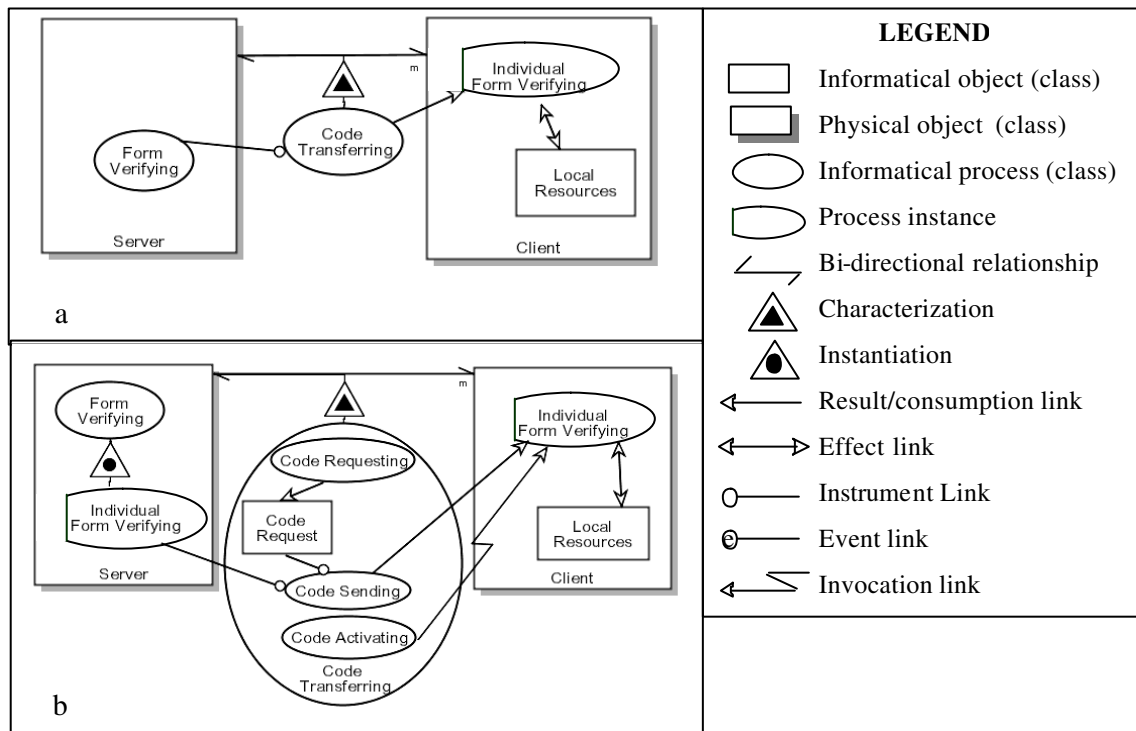 m
Individual
Form Verifying
Code
Transferring
Form
Verifying
Local
Resources
Server
Client
a
Form
Verifying
m
Individual
Form Verifying
Code Requesting
Individual
Form Verifying
Code
Request
Local
Resources
Server
Client
Code Sending
Code Activating
Code
Transferring
b
LEGEND
Informatical object (class)
Physical object (class)
Informatical process (class)
Process instance
Bi-directional relationship
Characterization
Instantiation
Result/consumption link
Effect link
Instrument Link
e
Event link
Invocation link